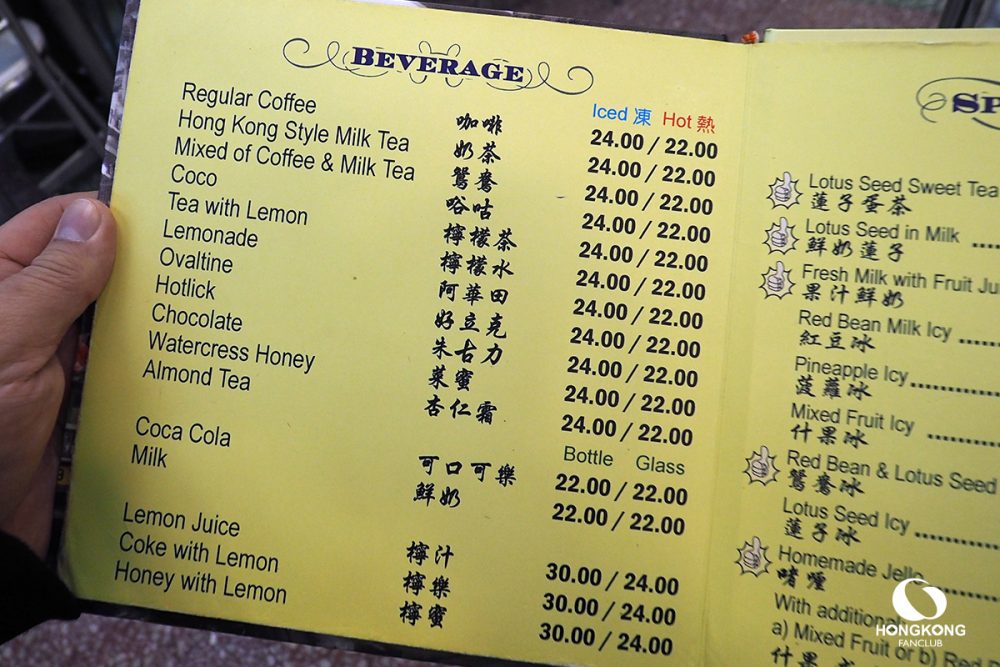 BEVERAGE
Iced 凍 Hot 熱
Regular Coffee 咖啡 24.00 / 22.00
Hong Kong Style Milk Tea 奶茶 24.00 / 22.00
Mixed of Coffee & Milk Tea 鴛鴦 24.00 / 22.00
Coco 唂咕 24.00 / 22.00
Tea with Lemon 檸檬茶 24.00 / 22.00
Lemonade 檸檬水 24.00 / 22.00
Ovaltine 阿華田 24.00 / 22.00
Hotlick 好立克 24.00 / 22.00
Chocolate 朱古力 24.00 / 22.00
Watercress Honey 菜蜜 24.00 / 22.00
Almond Tea 杏仁霜 24.00 / 22.00
Bottle Glass
Coca Cola 可口可樂 22.00 / 22.00
Milk 鮮奶 22.00 / 22.00
Lemon Juice 檸汁 30.00 / 24.00
Coke with Lemon 檸樂 30.00 / 24.00
Honey with Lemon 檸蜜 30.00 / 24.00
SP
Lotus Seed Sweet Tea
蓮子蛋茶
Lotus Seed in Milk
鮮奶蓮子
Fresh Milk with Fruit Jui
果汁鮮奶
Red Bean Milk Icy
紅豆冰
Pineapple Icy
菠蘿冰
Mixed Fruit Icy
什果冰
Red Bean & Lotus Seed
鴛鴦冰
Lotus Seed Icy
蓮子冰
Homemade Jello
啫喱
With additional
a) Mixed Fruit or b) Red
什果
HONGKONG
FANCLUB